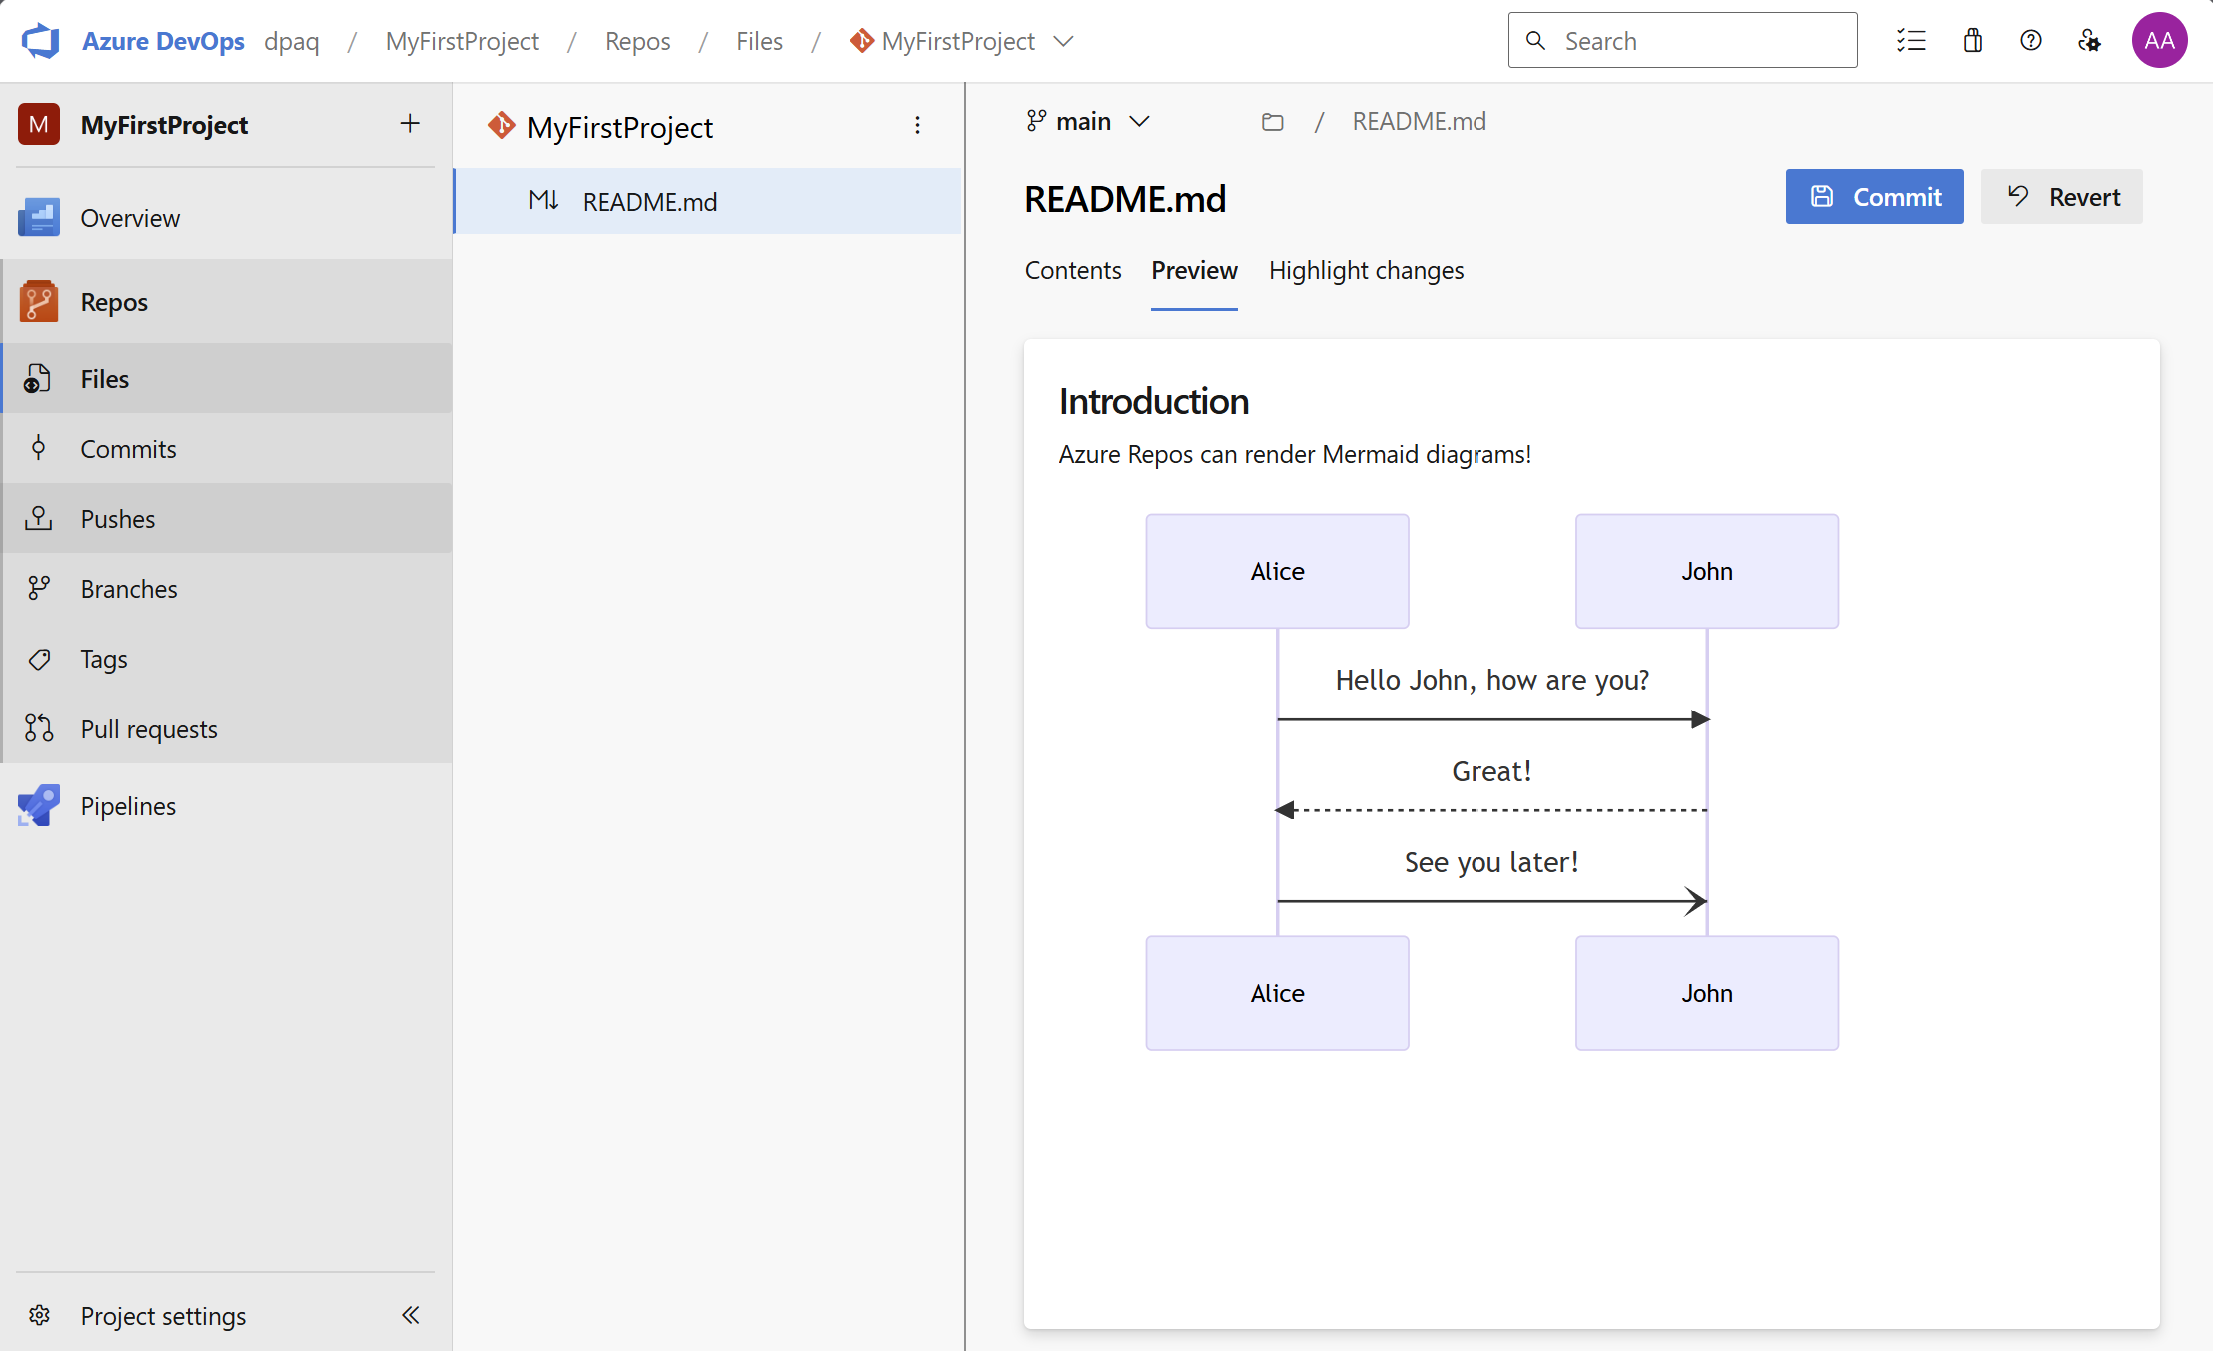 Azure DevOps dpaq / MyFirstProject / Repos / Files / MyFirstProject
Search
AA
M MyFirstProject
Overview
Repos
Files
Commits
Pushes
Branches
Tags
Pull requests
Pipelines
Project settings
MyFirstProject
M↓ README.md
main
/ README.md
README.md
Commit
Revert
Contents Preview Highlight changes
Introduction
Azure Repos can render Mermaid diagrams!
Alice John
Hello John, how are you?
Great!
See you later!
Alice John